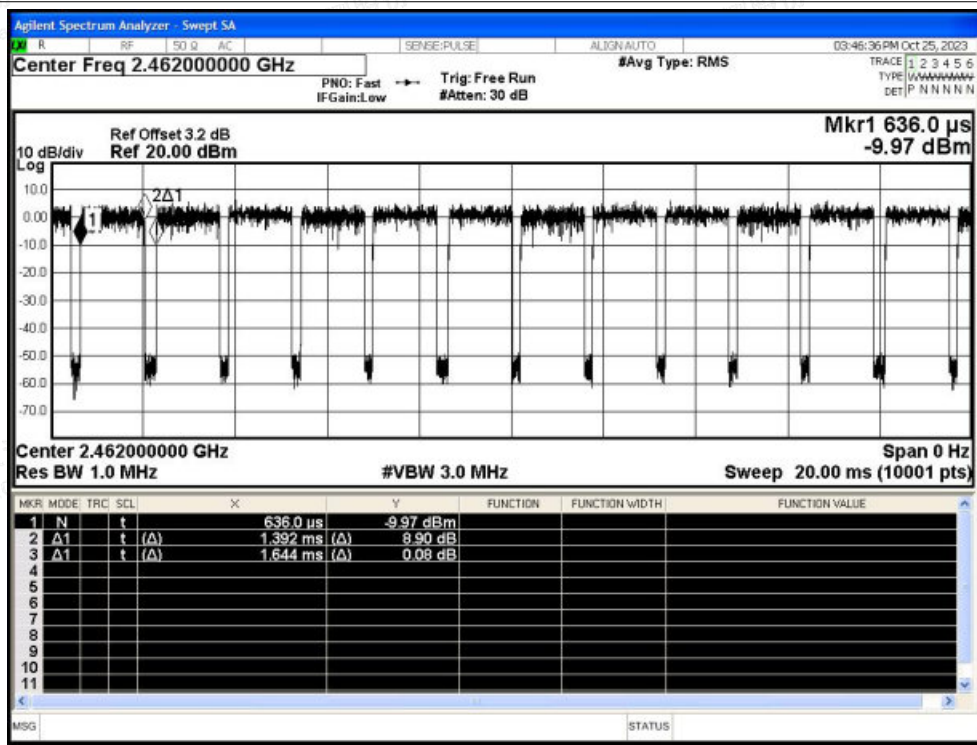 Agilent Spectrum Analyzer - Swept SA
R RF 50 Ω AC SENSE:PULSE ALIGN AUTO 03:46:36 PM Oct 25, 2023
Center Freq 2.462000000 GHz
PNO: Fast
IFGain:Low
Trig: Free Run
#Atten: 30 dB
#Avg Type: RMS
TRACE 1 2 3 4 5 6
TYPE WWWWWW
DET P N N N N N
Mkr1 636.0 µs
-9.97 dBm
Ref Offset 3.2 dB
10 dB/div Ref 20.00 dBm
Log
10.0
0.00
-10.0
-20.0
-30.0
-40.0
-50.0
-60.0
-70.0
1
2Δ1
Center 2.462000000 GHz Span 0 Hz
Res BW 1.0 MHz #VBW 3.0 MHz Sweep 20.00 ms (10001 pts)
MKR MODE TRC SCL X Y FUNCTION FUNCTION WIDTH FUNCTION VALUE
1 N t 636.0 µs -9.97 dBm
2 Δ1 t (Δ) 1.392 ms (Δ) 8.90 dB
3 Δ1 t (Δ) 1.644 ms (Δ) 0.08 dB
4
5
6
7
8
9
10
11
MSG STATUS